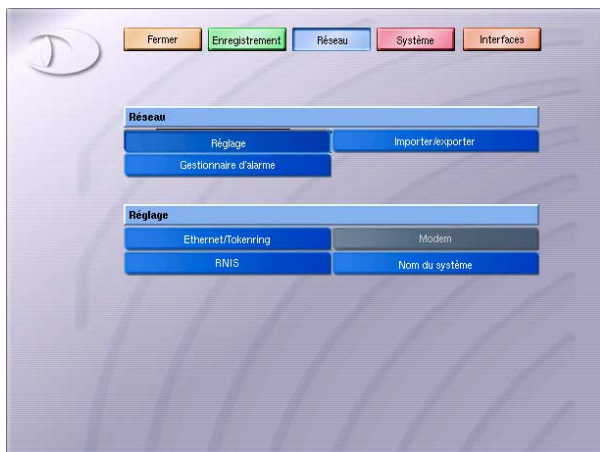 Fermer Enregistrement Réseau Système Interfaces
Réseau
Réglage Importer/exporter
Gestionnaire d'alarme
Réglage
Ethernet/Tokenring Modem
RNIS Nom du système